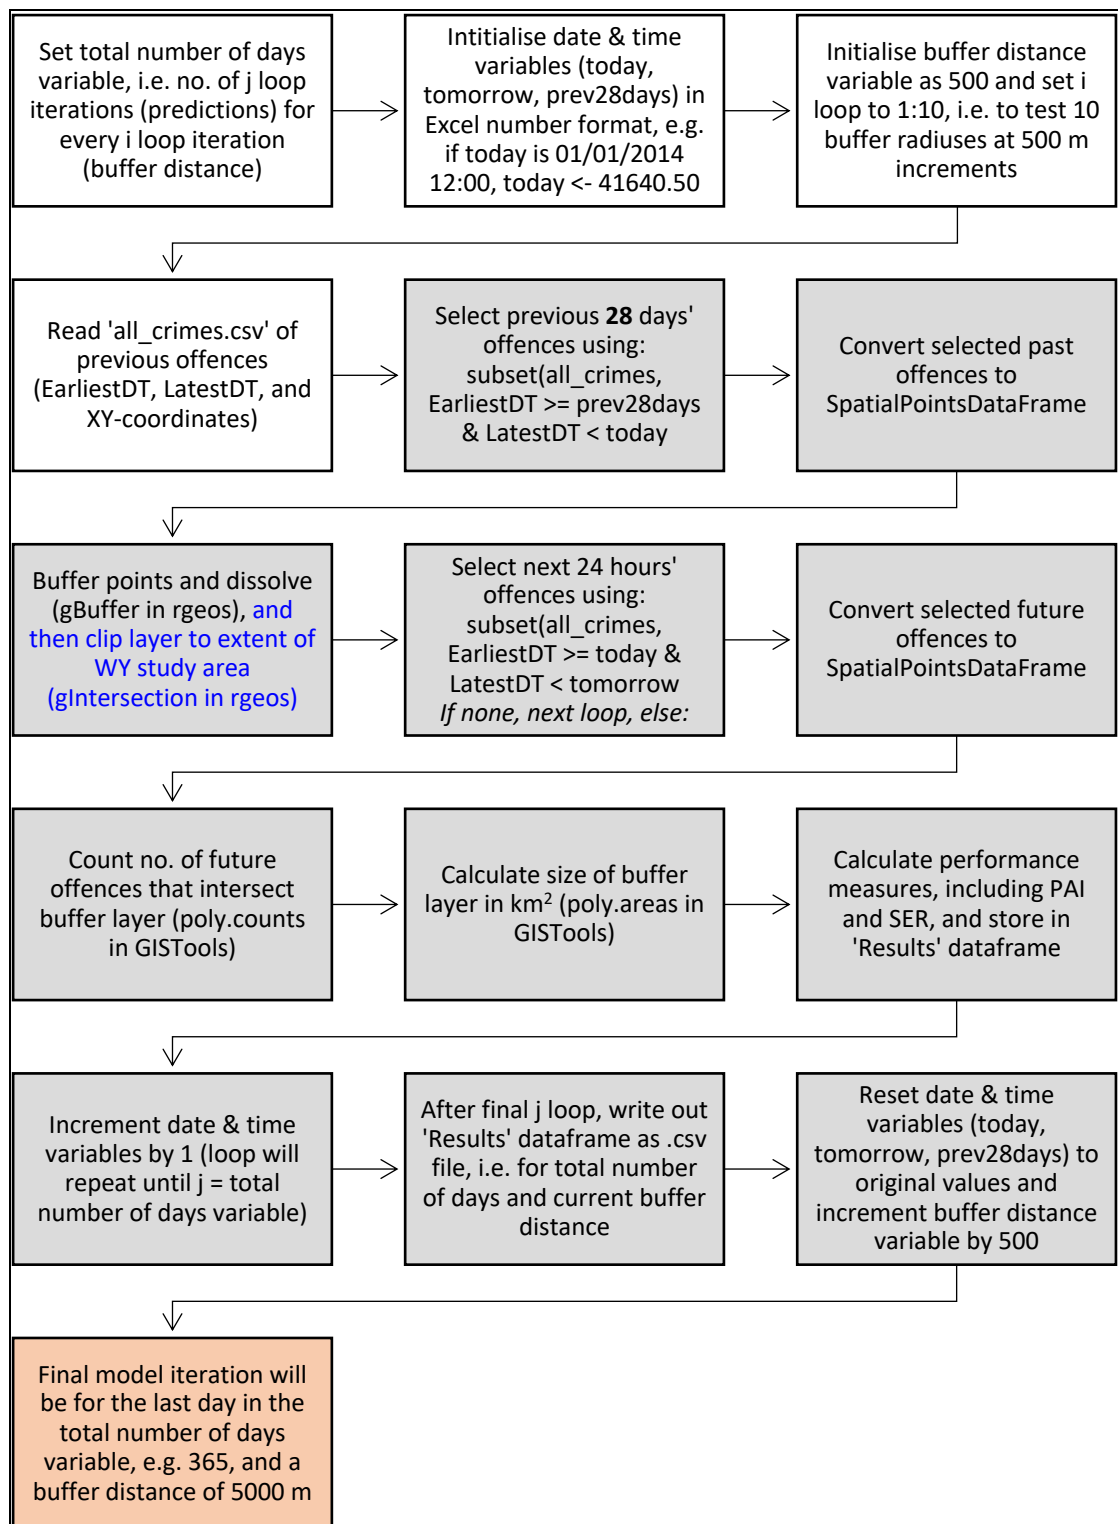 Set total number of days
variable, i.e. no. of j loop
iterations (predictions) for
every i loop iteration
(buffer distance)
Intitialise date & time
variables (today,
tomorrow, prev28days) in
Excel number format, e.g.
if today is 01/01/2014
12:00, today <- 41640.50
Initialise buffer distance
variable as 500 and set i
loop to 1:10, i.e. to test 10
buffer radiuses at 500 m
increments
Read 'all_crimes.csv' of
previous offences
(EarliestDT, LatestDT, and
XY-coordinates)
Select previous 28 days'
offences using:
subset(all_crimes,
EarliestDT >= prev28days
& LatestDT < today
Convert selected past
offences to
SpatialPointsDataFrame
Buffer points and dissolve
(gBuffer in rgeos), and
then clip layer to extent of
WY study area
(gIntersection in rgeos)
Select next 24 hours'
offences using:
subset(all_crimes,
EarliestDT >= today &
LatestDT < tomorrow
If none, next loop, else:
Convert selected future
offences to
SpatialPointsDataFrame
Count no. of future
offences that intersect
buffer layer (poly.counts
in GISTools)
Calculate size of buffer
layer in km² (poly.areas in
GISTools)
Calculate performance
measures, including PAI
and SER, and store in
'Results' dataframe
Increment date & time
variables by 1 (loop will
repeat until j = total
number of days variable)
After final j loop, write out
'Results' dataframe as .csv
file, i.e. for total number
of days and current buffer
distance
Reset date & time
variables (today,
tomorrow, prev28days) to
original values and
increment buffer distance
variable by 500
Final model iteration will
be for the last day in the
total number of days
variable, e.g. 365, and a
buffer distance of 5000 m